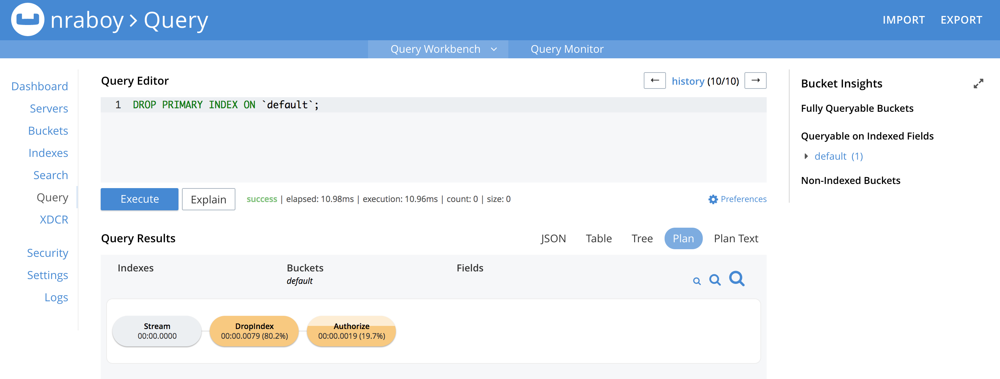 nraboy > Query
IMPORT EXPORT
Query Workbench Query Monitor
Dashboard
Servers
Buckets
Indexes
Search
Query
XDCR
Security
Settings
Logs
Query Editor
← history (10/10) →
1 DROP PRIMARY INDEX ON `default`;
Execute Explain success | elapsed: 10.98ms | execution: 10.96ms | count: 0 | size: 0
Preferences
Query Results
JSON Table Tree Plan Plan Text
Indexes Buckets Fields
default
Stream
00:00.0000
DropIndex
00:00.0079 (80.2%)
Authorize
00:00.0019 (19.7%)
Bucket Insights
Fully Queryable Buckets
Queryable on Indexed Fields
default (1)
Non-Indexed Buckets